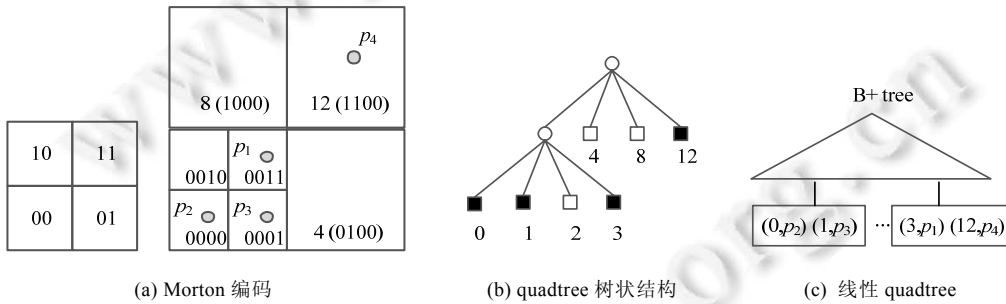 10 11
00 01
p4
8 (1000) 12 (1100)
p1
0010 0011
p2 p3
0000 0001 4 (0100)
(a) Morton 编码
4 8 12
0 1 2 3
(b) quadtree 树状结构
B+ tree
(0,p2) (1,p3) ··· (3,p1) (12,p4)
(c) 线性 quadtree